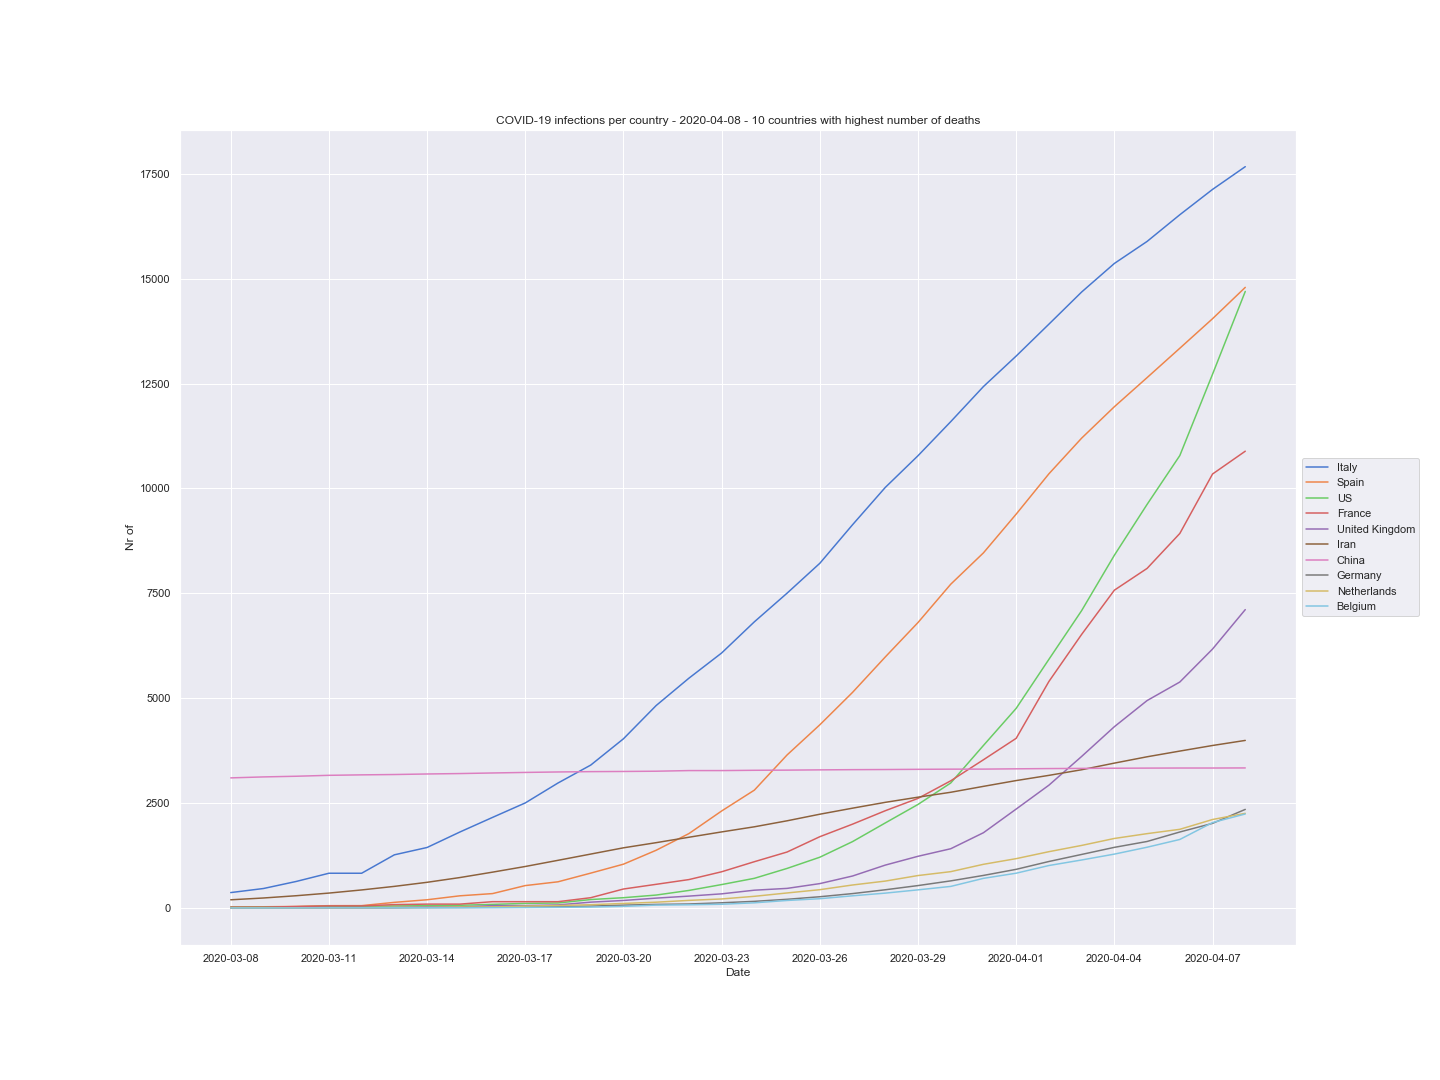 COVID-19 infections per country - 2020-04-08 - 10 countries with highest number of deaths
17500
15000
12500
10000
7500
5000
2500
0
Nr of
2020-03-08 2020-03-11 2020-03-14 2020-03-17 2020-03-20 2020-03-23 2020-03-26 2020-03-29 2020-04-01 2020-04-04 2020-04-07
Date
Italy
Spain
US
France
United Kingdom
Iran
China
Germany
Netherlands
Belgium